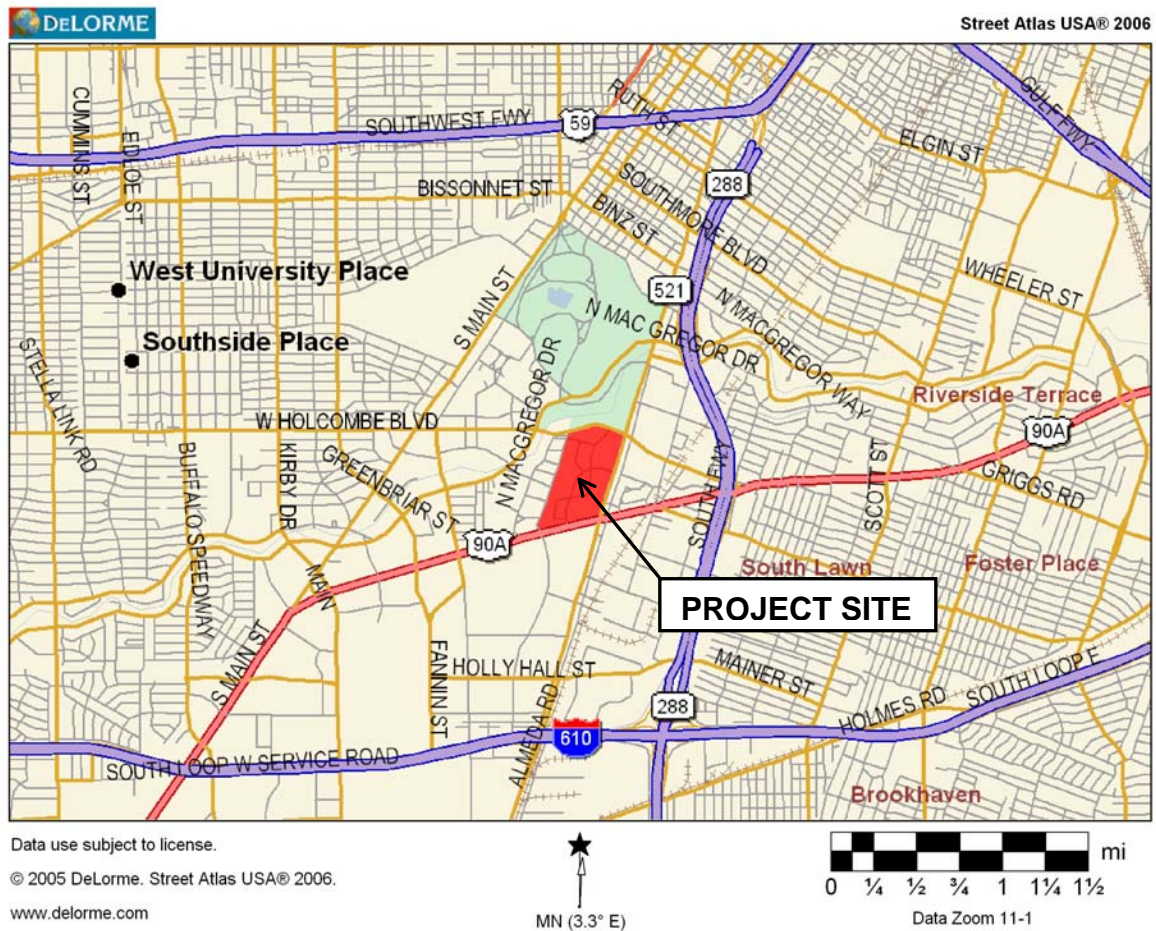 DELORME
Street Atlas USA® 2006
CUMMINS ST
EDLOE ST
SOUTHWEST FWY
59
RUTH ST
GULF FWY
ELGIN ST
BISSONNET ST
288
SOUTHMORE BLVD
BINZ ST
West University Place
WHEELER ST
521
S MAIN ST
N MAC GREGOR DR
N MACGREGOR WAY
Southside Place
STELLA LINK RD
N MACGREGOR DR
Riverside Terrace
W HOLCOMBE BLVD
90A
BUFFALO SPEEDWAY
KIRBY DR
GREENBRIAR ST
SCOTT ST
GRIGGS RD
SOUTH FWY
90A
South Lawn
Foster Place
MAIN
PROJECT SITE
S MAIN ST
FANNIN ST
HOLLY HALL ST
MAINER ST
SOUTH LOOP E
HOLMES RD
288
ALMEDA RD
610
SOUTH LOOP W SERVICE ROAD
Brookhaven
Data use subject to license.
© 2005 DeLorme. Street Atlas USA® 2006.
www.delorme.com
MN (3.3° E)
mi
0 ¼ ½ ¾ 1 1¼ 1½
Data Zoom 11-1